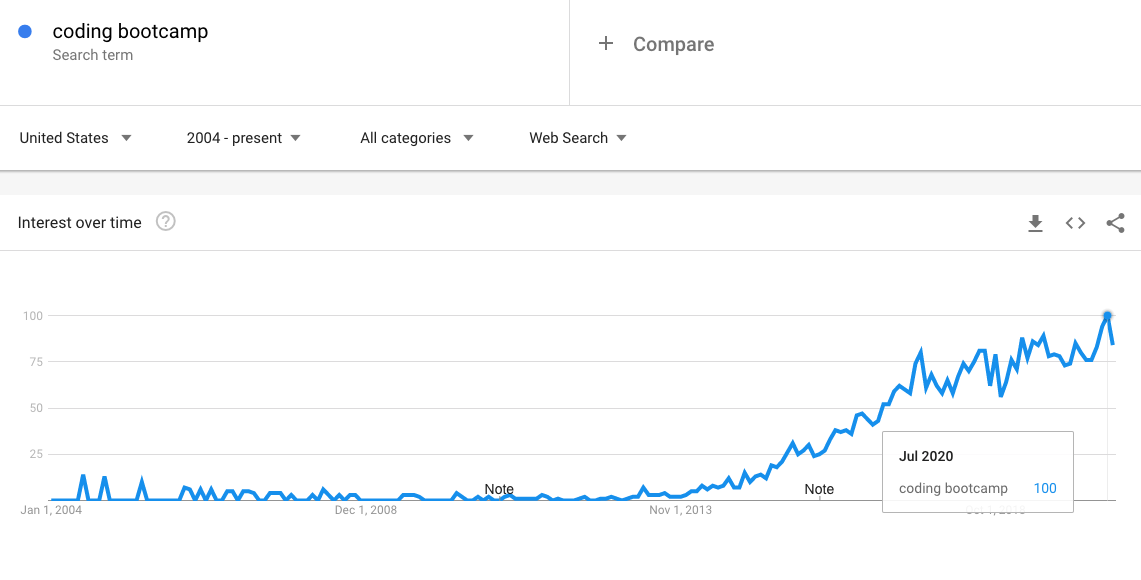 coding bootcamp
Search term
+ Compare
United States
2004 - present
All categories
Web Search
Interest over time ?
100
75
50
25
Note
Note
Jan 1, 2004
Dec 1, 2008
Nov 1, 2013
Jul 2020
coding bootcamp 100